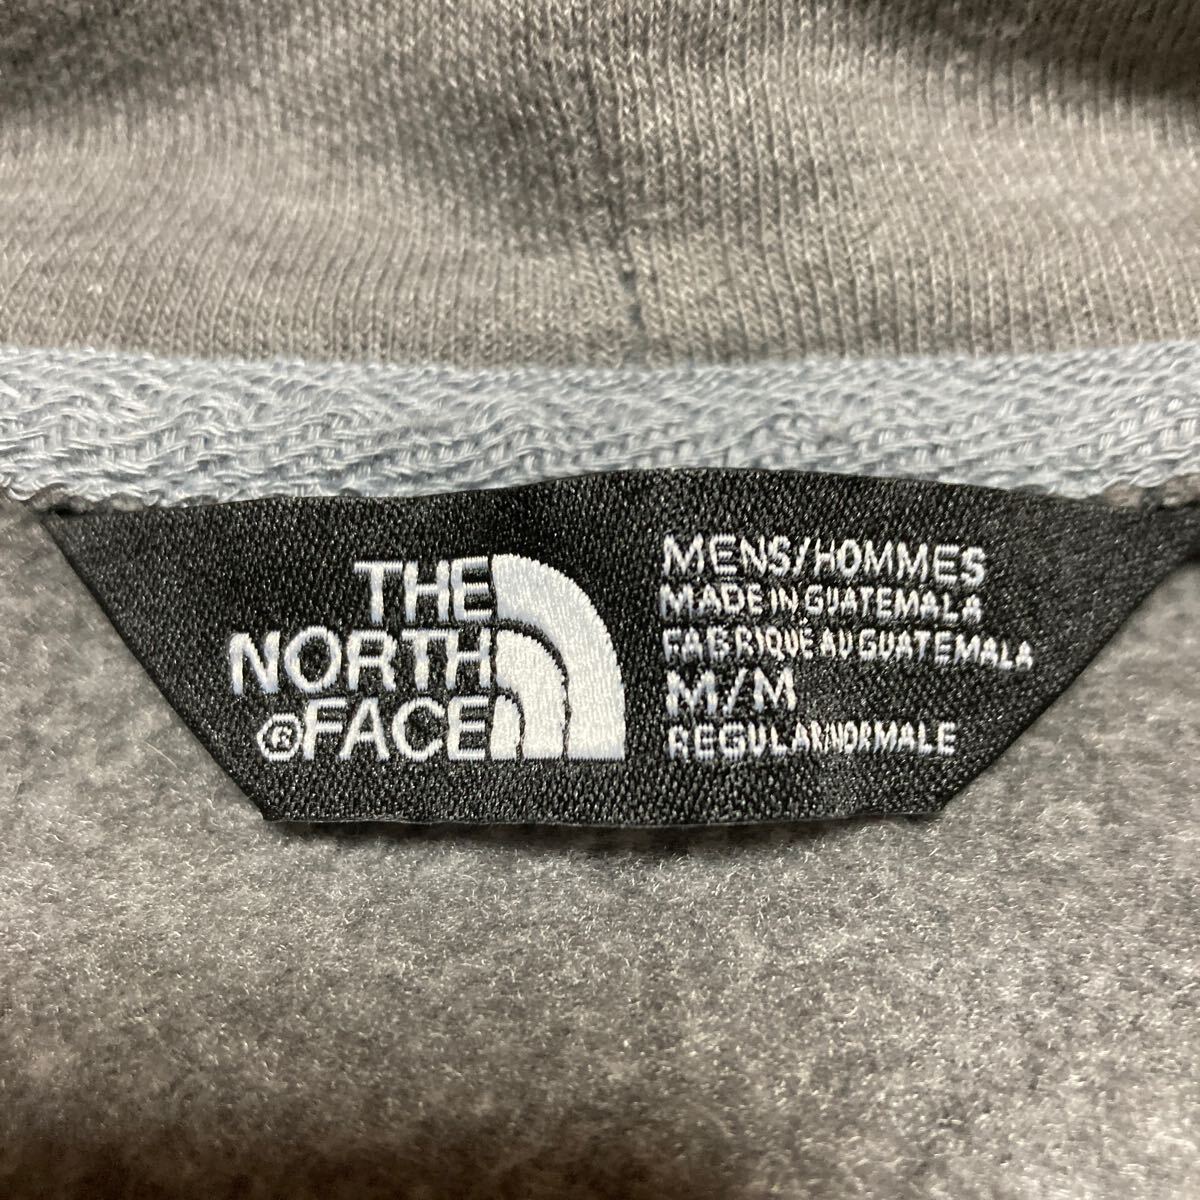 THE
NORTH
®FACE
MENS/HOMMES
MADE IN GUATEMALA
FABRIQUE AU GUATEMALA
M/M
REGULAR/NORMALE